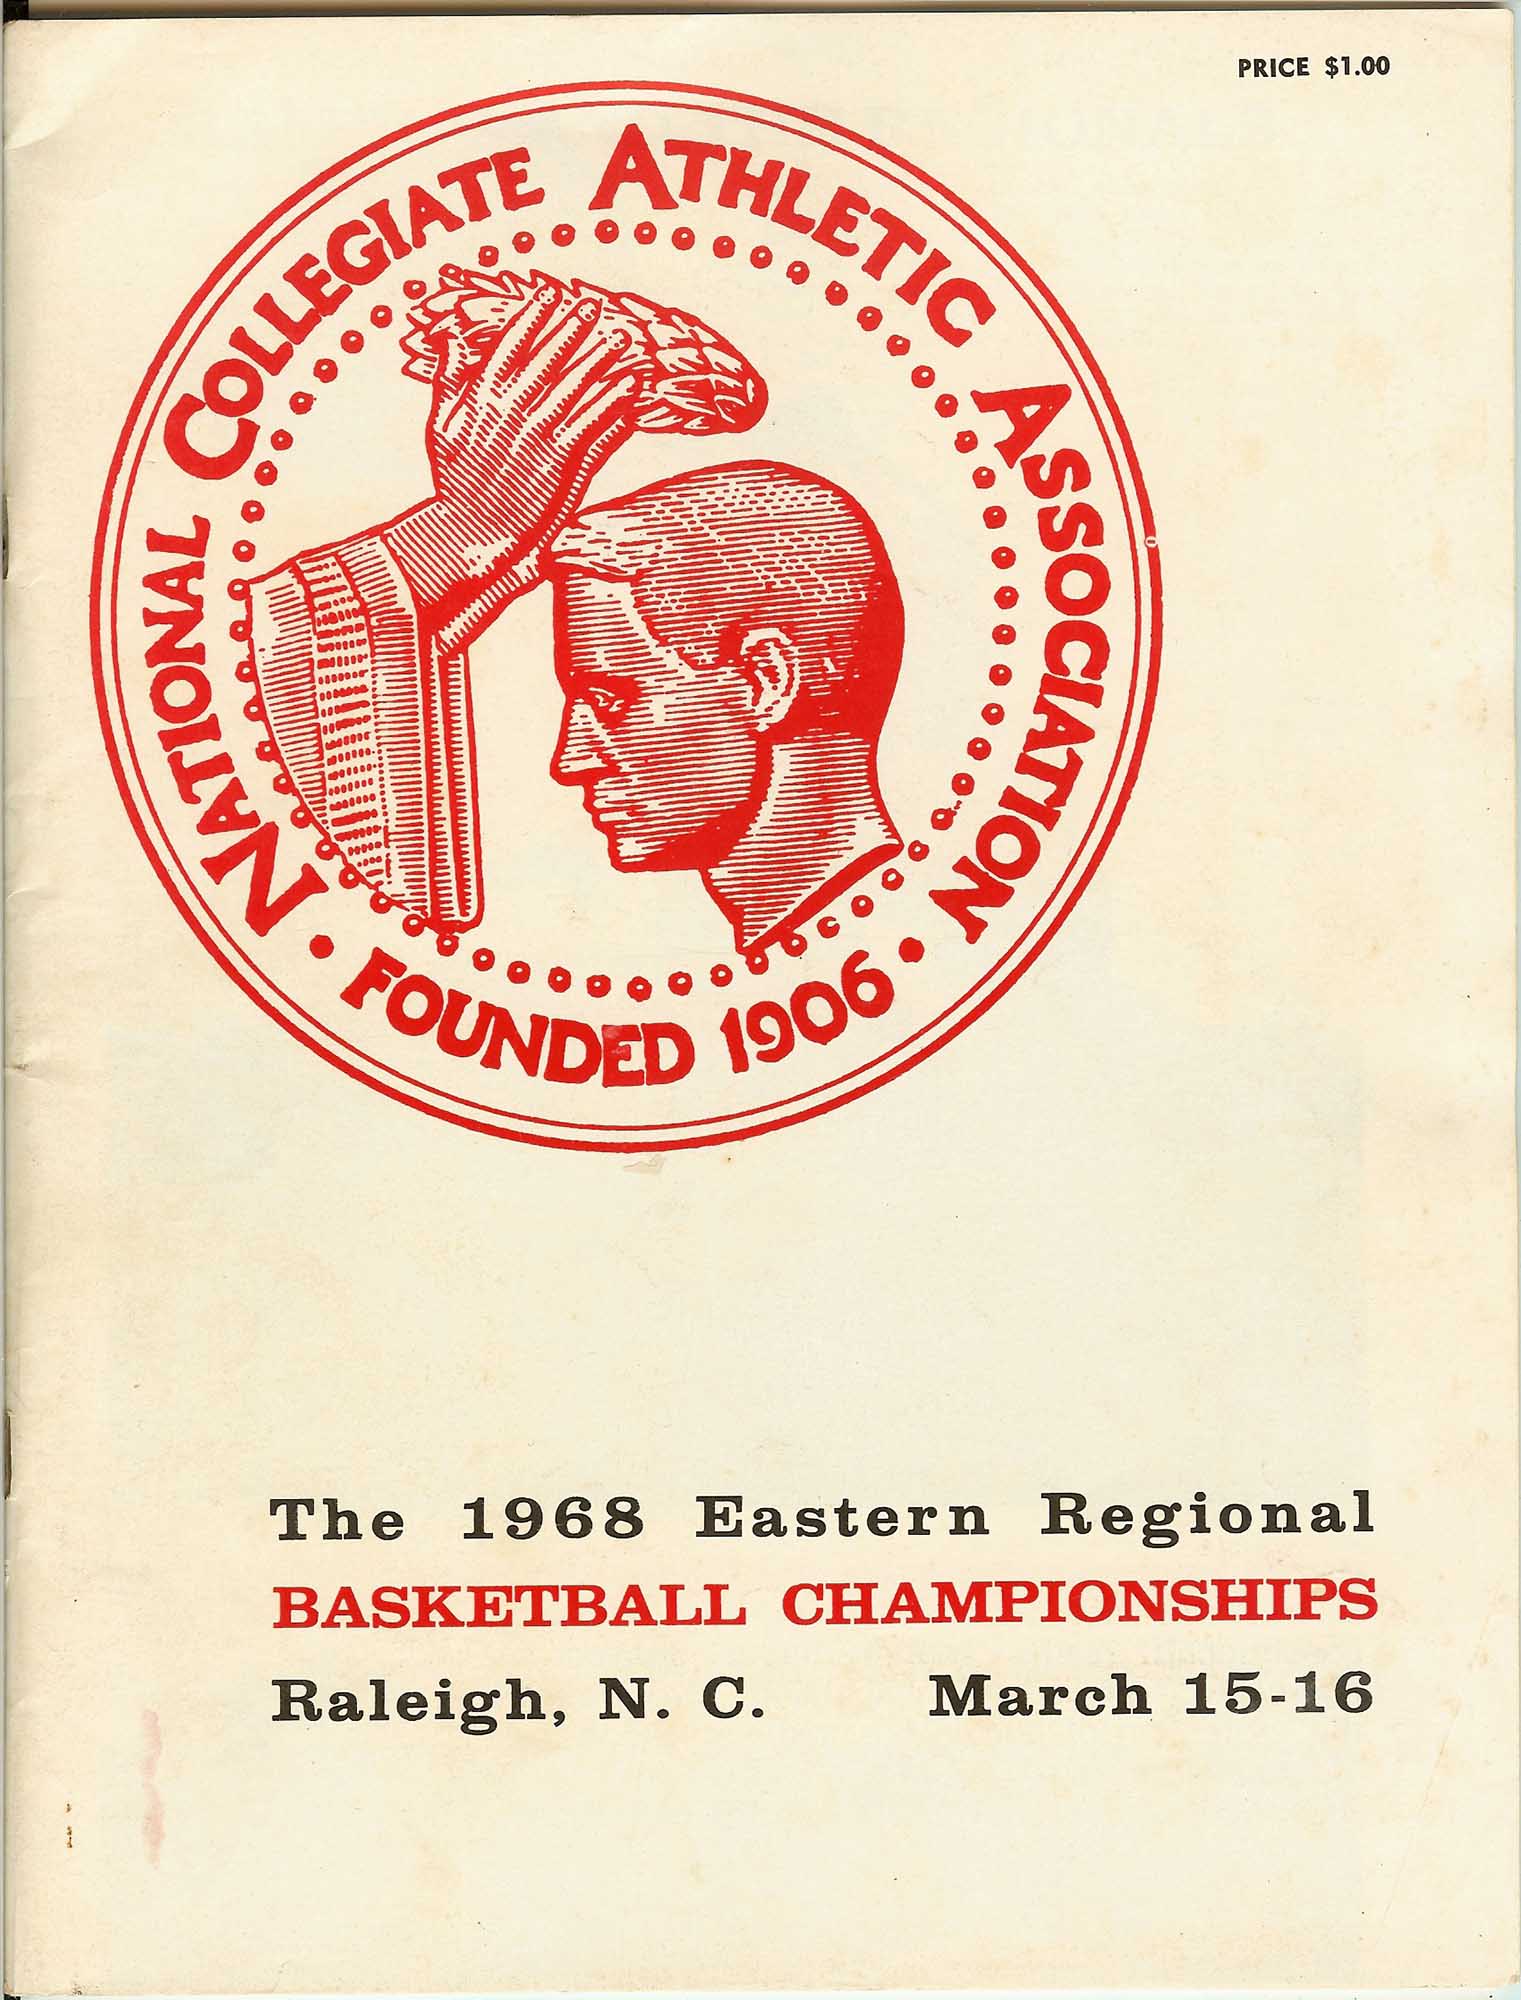 PRICE $1.00
NATIONAL COLLEGIATE ATHLETIC ASSOCIATION
• FOUNDED 1906 •
The 1968 Eastern Regional
BASKETBALL CHAMPIONSHIPS
Raleigh, N. C. March 15-16